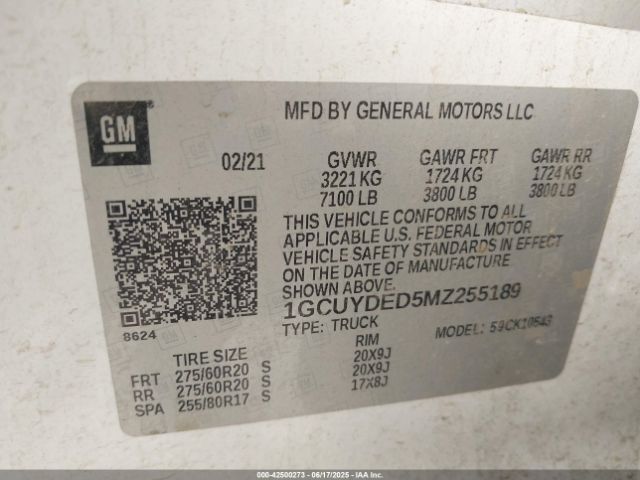 GM
MFD BY GENERAL MOTORS LLC
02/21 GVWR GAWR FRT GAWR RR
3221 KG 1724 KG 1724 KG
7100 LB 3800 LB 3800 LB
THIS VEHICLE CONFORMS TO ALL
APPLICABLE U.S. FEDERAL MOTOR
VEHICLE SAFETY STANDARDS IN EFFECT
ON THE DATE OF MANUFACTURE
SHOWN ABOVE.
1GCUYDED5MZ255189
8624 TYPE: TRUCK MODEL: 59CK10543
TIRE SIZE RIM
FRT 275/60R20 S 20X9J
RR 275/60R20 S 20X9J
SPA 255/80R17 S 17X8J
000-42500273 - 06/17/2025 - IAA Inc.